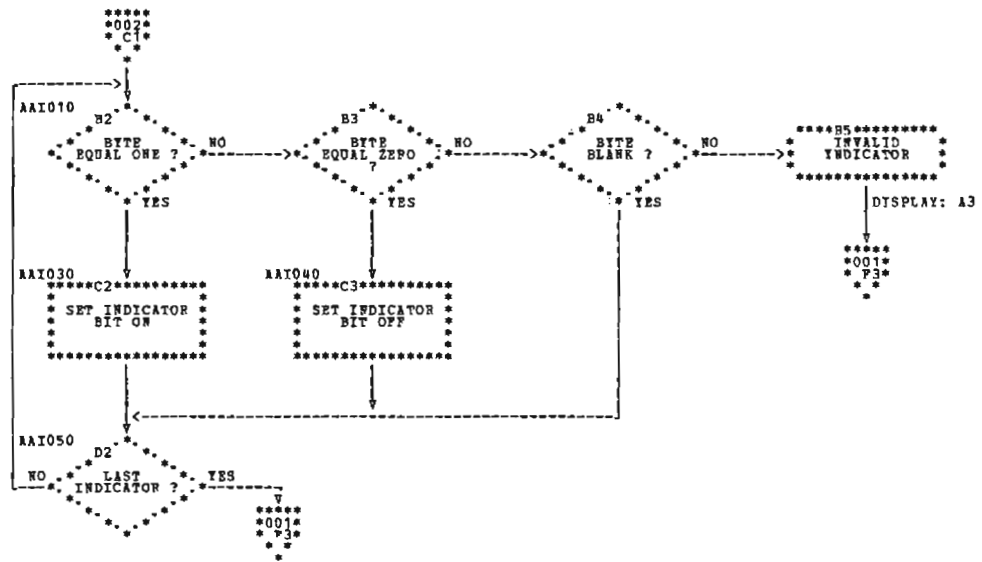 002
C1
AAI010
B2
BYTE
EQUAL ONE ?
NO
YES
B3
BYTE
EQUAL ZERO
?
NO
YES
B4
BYTE
BLANK ?
NO
YES
B5
INVALID
YNDICATOR
DISPLAY: A3
001
F3
AAI030
C2
SET INDICATOR
BIT ON
AAI040
C3
SET INDICATOR
BIT OFF
AAI050
D2
LAST
INDICATOR ?
NO
YES
001
F3